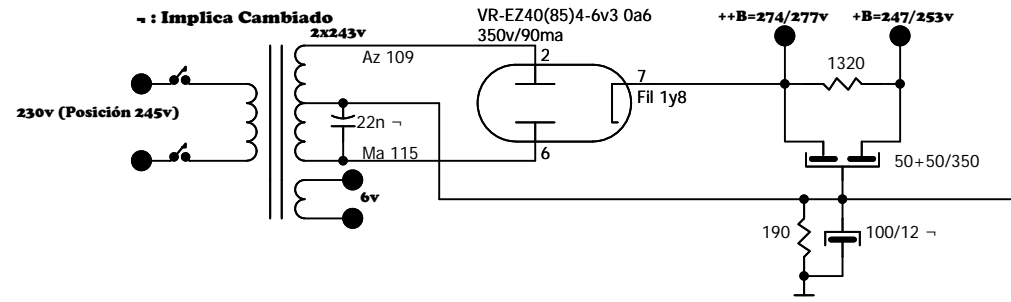 ¬ : Implica Cambiado
2x243v
VR-EZ40(85)4-6v3 0a6
350v/90ma
++B=274/277v
+B=247/253v
Az 109
2
1320
7
Fil 1y8
230v (Posición 245v)
22n ¬
Ma 115
6
50+50/350
6v
190
100/12 ¬